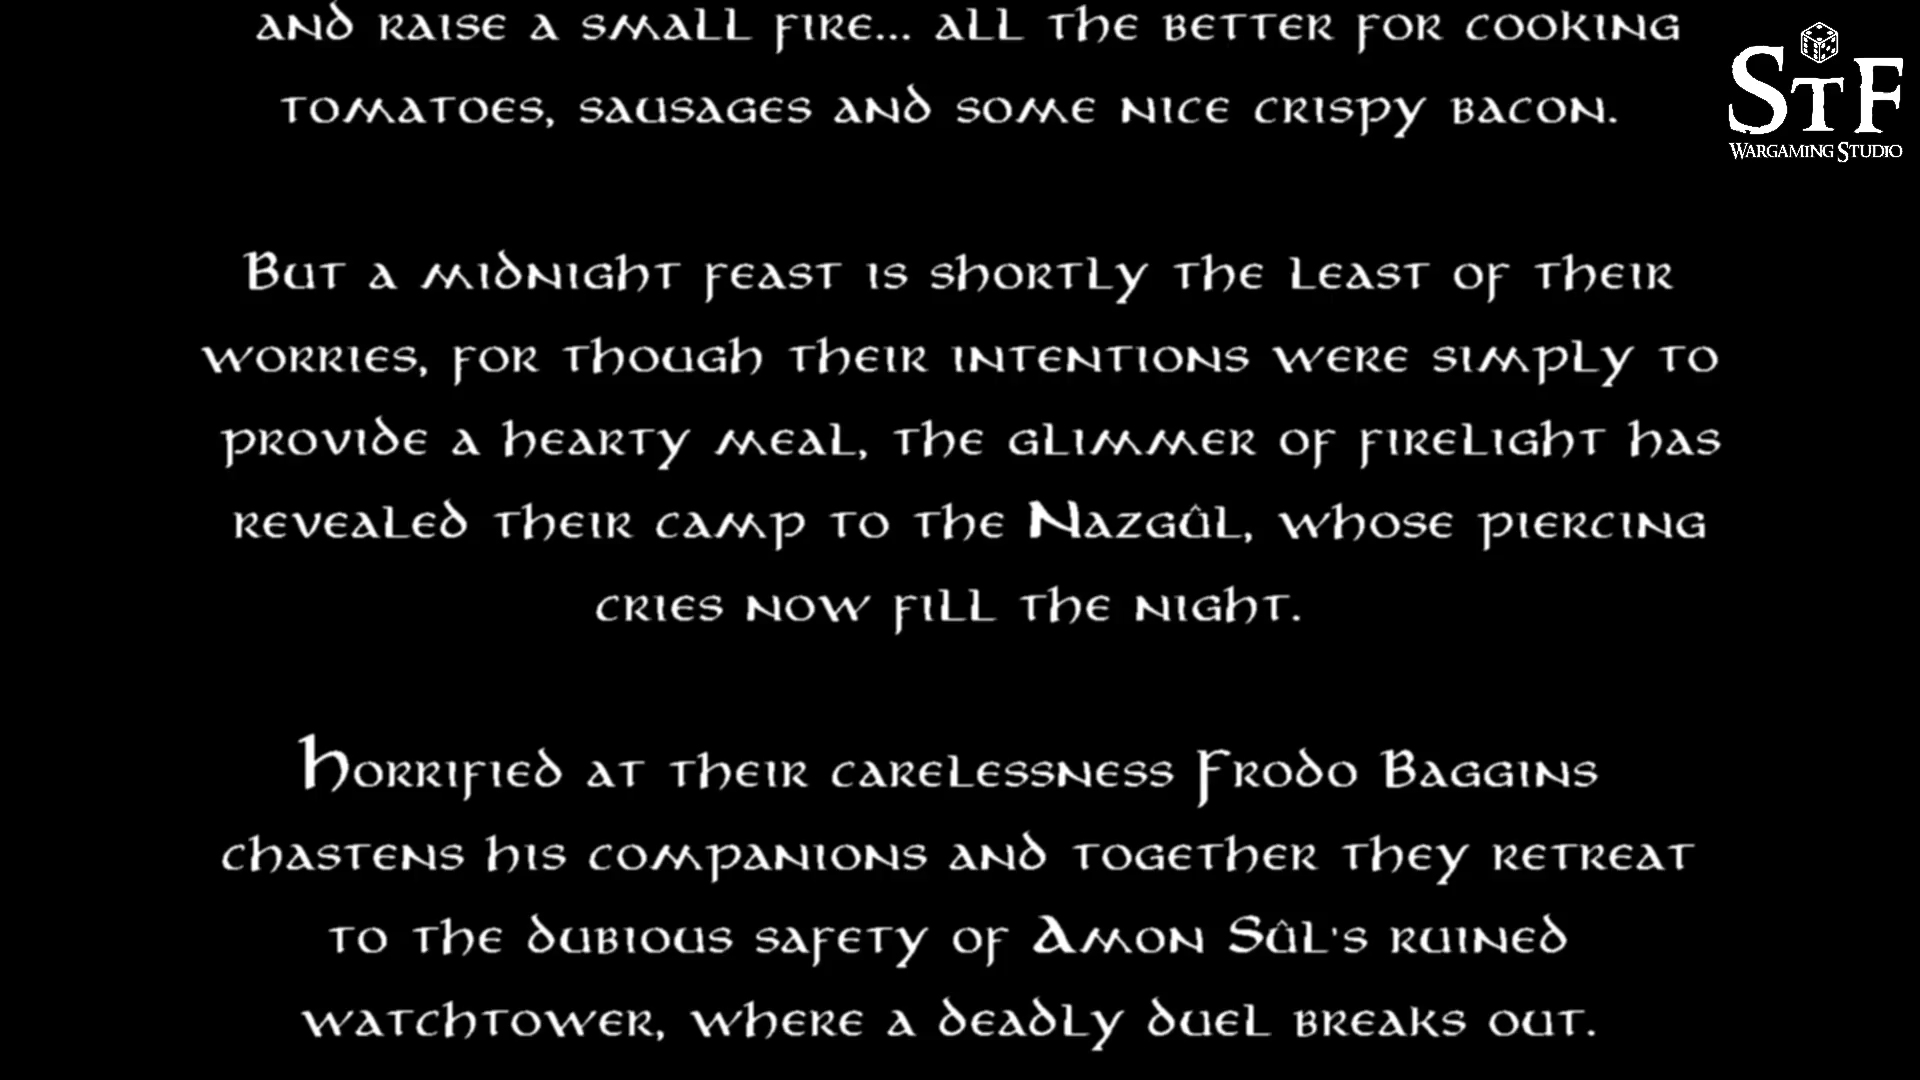 and raise a small fire... all the better for cooking
tomatoes, sausages and some nice crispy bacon.
But a midnight feast is shortly the least of their
worries, for though their intentions were simply to
provide a hearty meal, the glimmer of firelight has
revealed their camp to the Nazgûl, whose piercing
cries now fill the night.
Horrified at their carelessness Frodo Baggins
chastens his companions and together they retreat
to the dubious safety of Amon Sûl's ruined
watchtower, where a deadly duel breaks out.
StF
Wargaming Studio